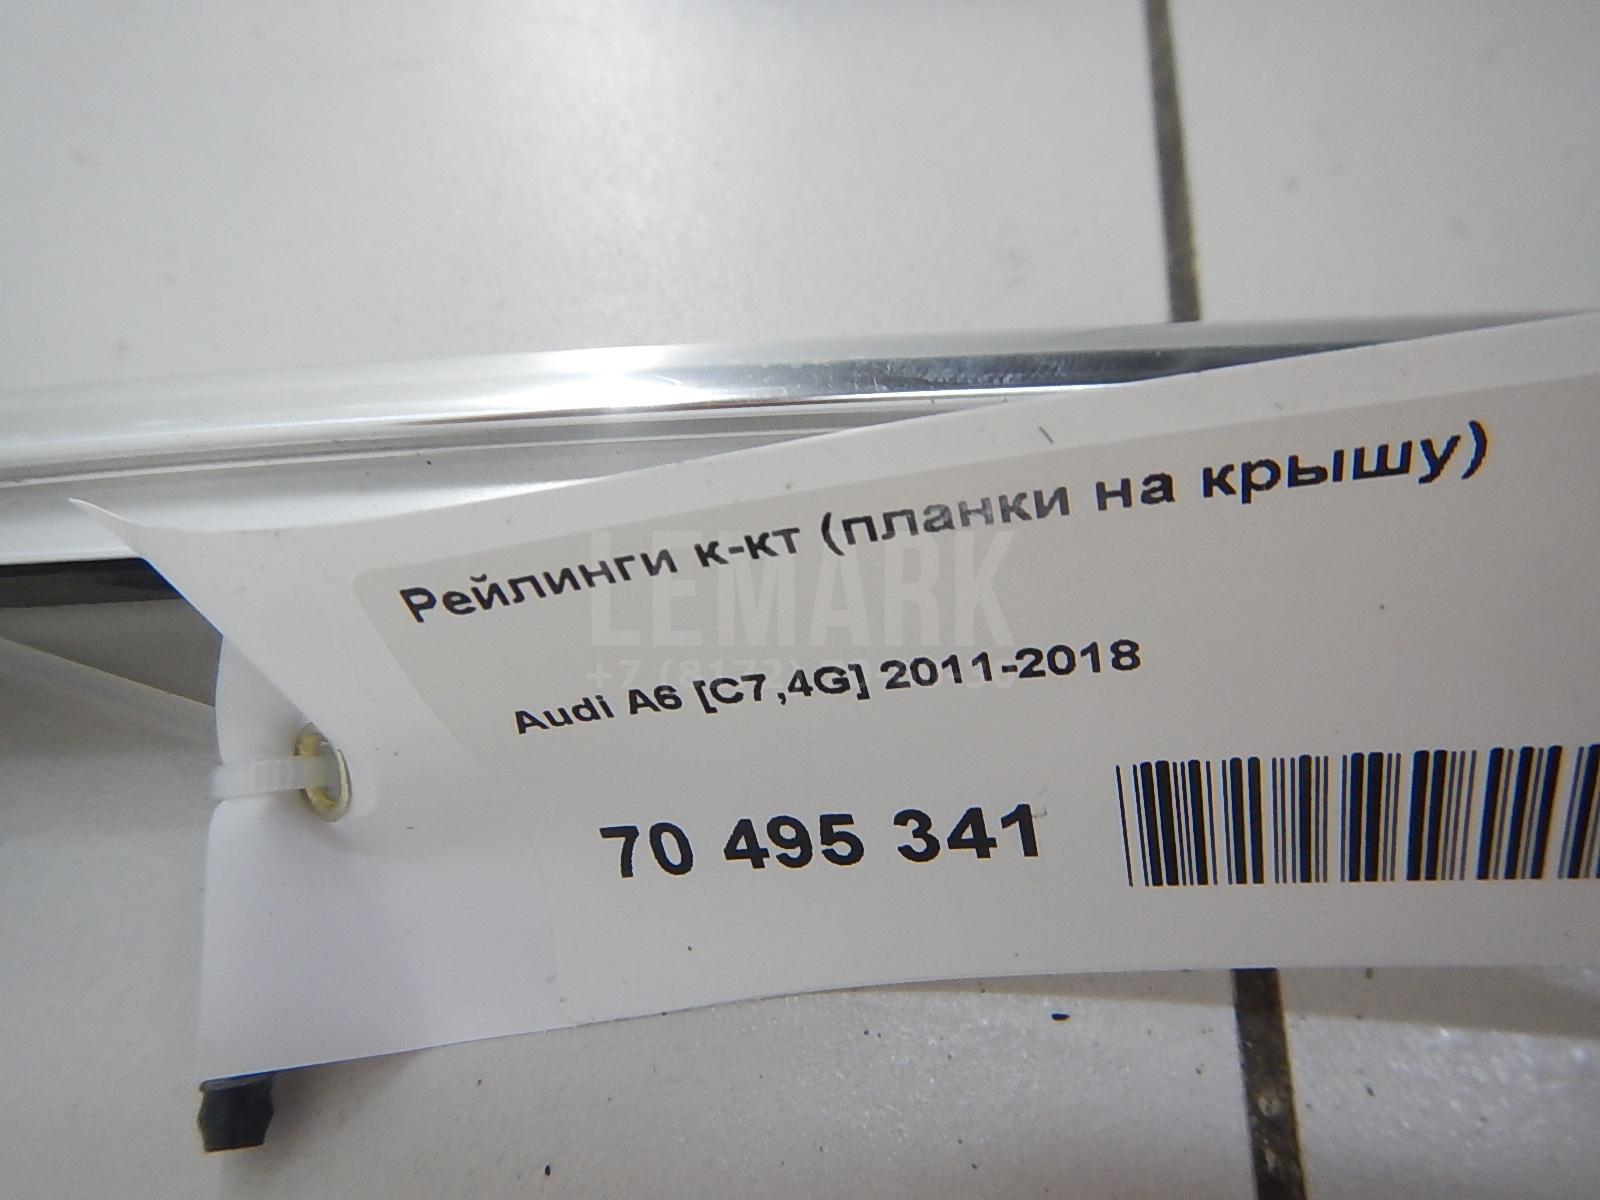 Рейлинги к-кт (планки на крышу)
LEMARK
Audi A6 [C7,4G] 2011-2018
70 495 341